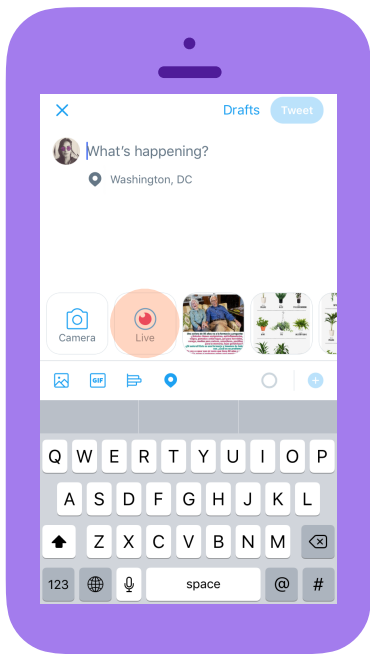 Drafts
Tweet
What's happening?
Washington, DC
Camera
Live
GIF
Q W E R T Y U I O P
A S D F G H J K L
Z X C V B N M
123
space
@
#